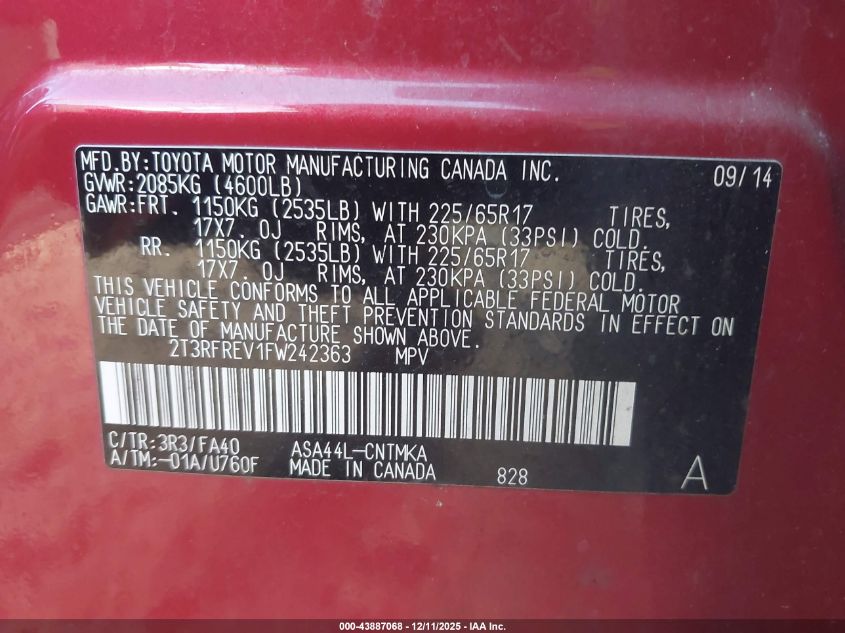 MFD.BY:TOYOTA MOTOR MANUFACTURING CANADA INC. 09/14
GVWR:2085KG (4600LB)
GAWR:FRT. 1150KG (2535LB) WITH 225/65R17 TIRES,
17X7.0J RIMS, AT 230KPA (33PSI) COLD.
RR. 1150KG (2535LB) WITH 225/65R17 TIRES,
17X7.0J RIMS, AT 230KPA (33PSI) COLD.
THIS VEHICLE CONFORMS TO ALL APPLICABLE FEDERAL MOTOR
VEHICLE SAFETY AND THEFT PREVENTION STANDARDS IN EFFECT ON
THE DATE OF MANUFACTURE SHOWN ABOVE.
2T3RFREV1FW242363 MPV
C/TR:3R3/FA40 ASA44L-CNTMKA
A/TM:-01A/U760F MADE IN CANADA 828 A
000-43887068 - 12/11/2025 - IAA Inc.